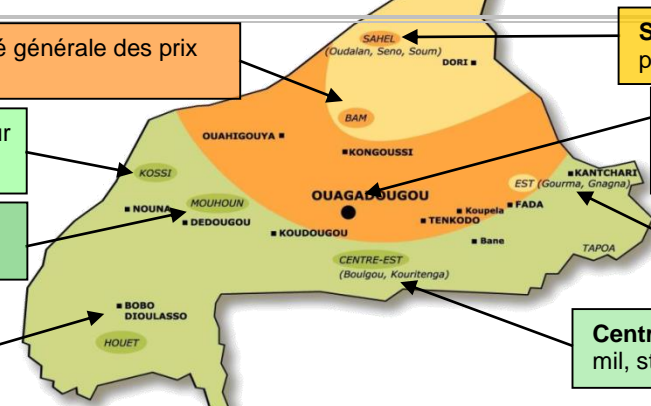 é générale des prix
SAHEL
(Oudalan, Seno, Soum)
DORI
BAM
OUAHIGOUYA
KONGOUSSI
KOSSI
KANTCHARI
EST (Gourma, Gnagna)
OUAGADOUGOU
NOUNA
MOUHOUN
DEDOUGOU
FADA
Koupela
TENKODO
KOUDOUGOU
Bane
TAPOA
CENTRE-EST
(Boulgou, Kouritenga)
BOBO
DIOULASSO
HOUET
Centr
mil, st